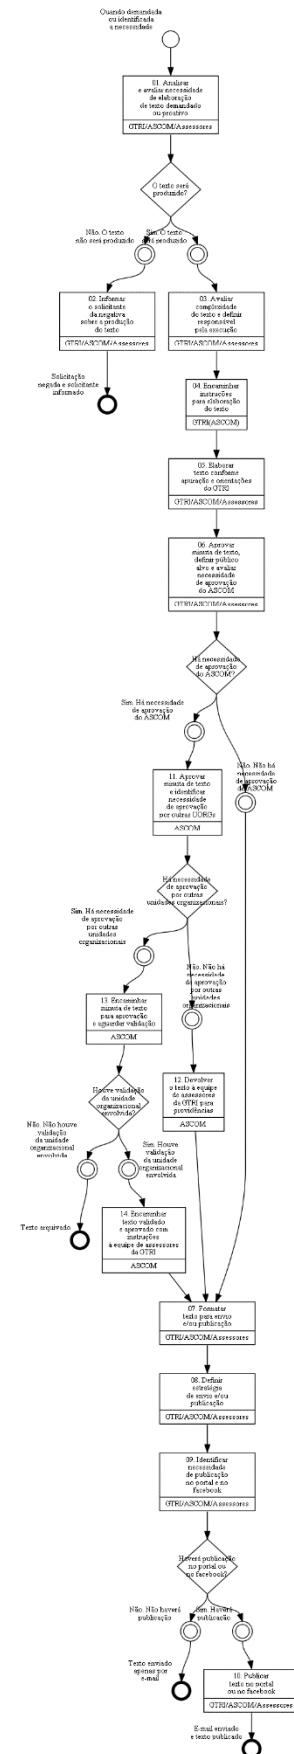 Quando demandada
ou identificada
a necessidade
01. Analisar
e avaliar necessidade
de elaboração
de texto demandado
ou proativo
GTRI/ASCOM/Assessores
O texto será
produzido?
Não. O texto
não será produzido
Sim. O texto
será produzido
02. Informar
o solicitante
da negativa
sobre a produção
do texto
GTRI/ASCOM/Assessores
03. Avaliar
complexidade
do texto e definir
responsável
pela execução
GTRI/ASCOM/Assessores
Solicitação
negada e solicitante
informado
04. Encaminhar
instruções
para elaboração
do texto
GTRI(ASCOM)
05. Elaborar
texto conforme
apuração e orientações
do GTRI
GTRI/ASCOM/Assessores
06. Aprovar
minuta de texto,
definir público
alvo e avaliar
necessidade
de aprovação
do ASCOM
GTRI/ASCOM/Assessores
Há necessidade
de aprovação
do ASCOM?
Sim. Há necessidade
de aprovação
do ASCOM
Não. Não há
necessidade
de aprovação
do ASCOM
11. Aprovar
minuta de texto
e identificar
necessidade
de aprovação
por outras UORGs
ASCOM
Há necessidade
de aprovação
por outras
unidades organizacionais?
Sim. Há necessidade
de aprovação
por outras
unidades
organizacionais
Não. Não há
necessidade
de aprovação
por outras
unidades
organizacionais
13. Encaminhar
minuta de texto
para aprovação
e aguardar validação
ASCOM
12. Devolver
o texto à equipe
de assessores
da GTRI para
providências
ASCOM
Houve validação
da unidade
organizacional
envolvida?
Não. Não houve
validação
da unidade
organizacional
envolvida
Sim. Houve
validação
da unidade
organizacional
envolvida
Texto arquivado
14. Encaminhar
texto validado
e aprovado com
instruções
à equipe de assessores
da GTRI
ASCOM
07. Formatar
texto para envio
e/ou publicação
GTRI/ASCOM/Assessores
08. Definir
estratégia
de envio e/ou
publicação
GTRI/ASCOM/Assessores
09. Identificar
necessidade
de publicação
no portal e no
facebook
GTRI/ASCOM/Assessores
Haverá publicação
no portal ou
no facebook?
Não. Não haverá
publicação
Sim. Haverá
publicação
Texto enviado
apenas por
e-mail
10. Publicar
texto no portal
ou no facebook
GTRI/ASCOM/Assessores
E-mail enviado
e texto publicado